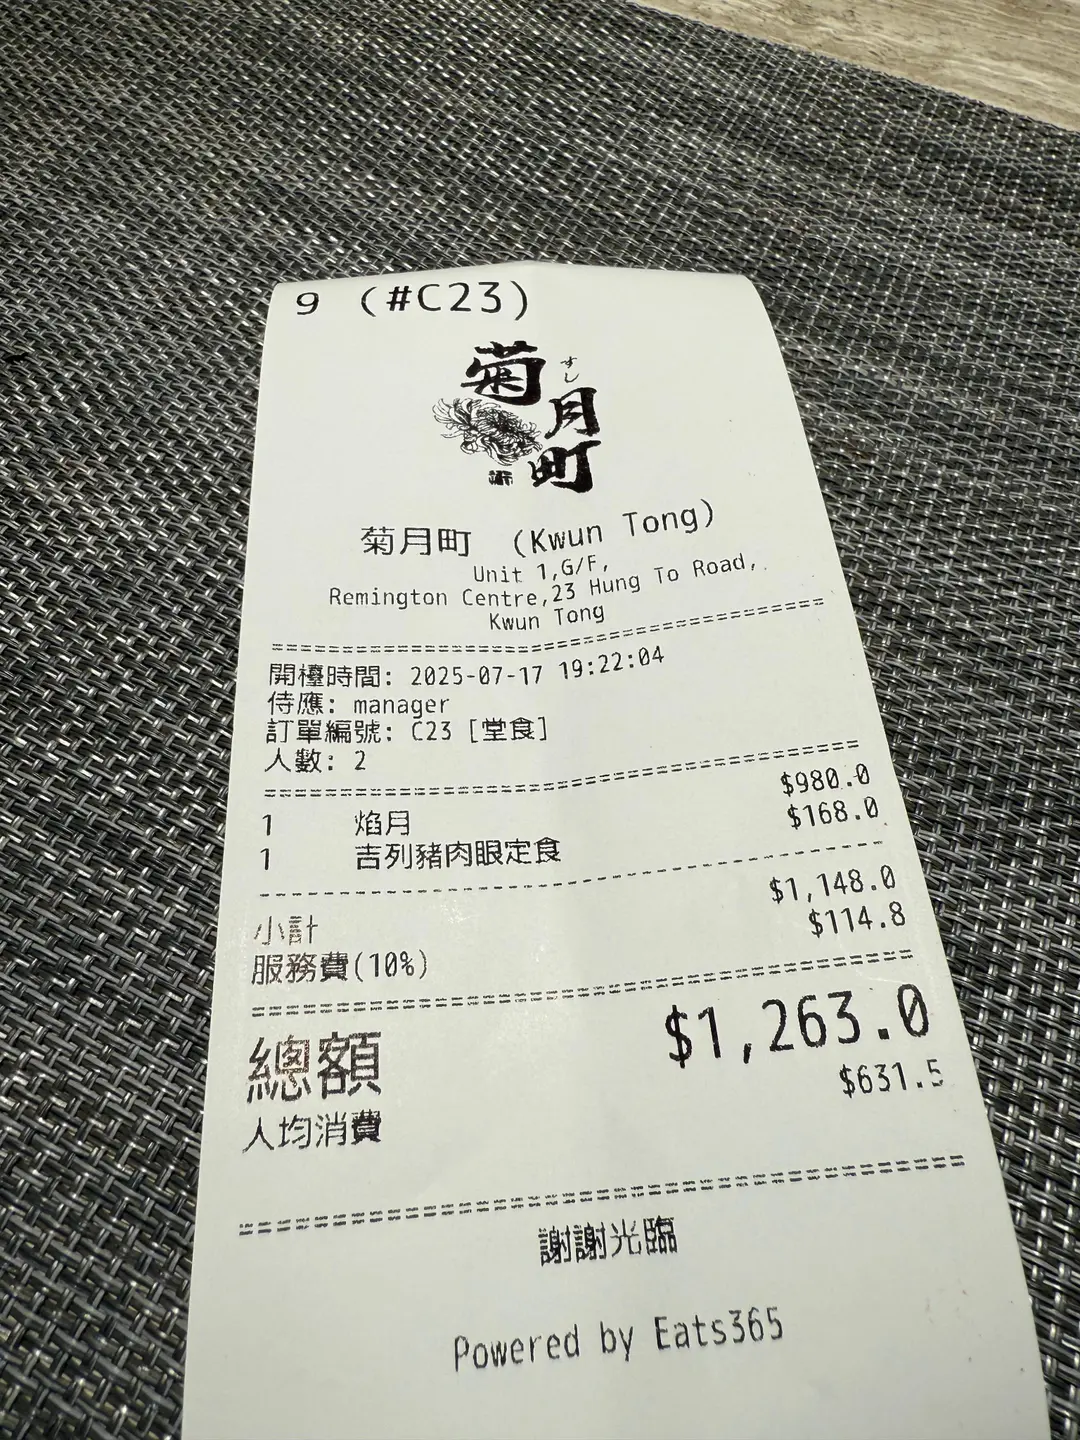 9 (#C23)
菊月町
すし
菊月町 (Kwun Tong)
Unit 1,G/F,
Remington Centre,23 Hung To Road,
Kwun Tong
開檯時間: 2025-07-17 19:22:04
侍應: manager
訂單編號: C23 [堂食]
人數: 2
1 焰月 $980.0
1 吉列豬肉眼定食 $168.0
小計 $1,148.0
服務費(10%) $114.8
總額 $1,263.0
人均消費 $631.5
謝謝光臨
Powered by Eats365